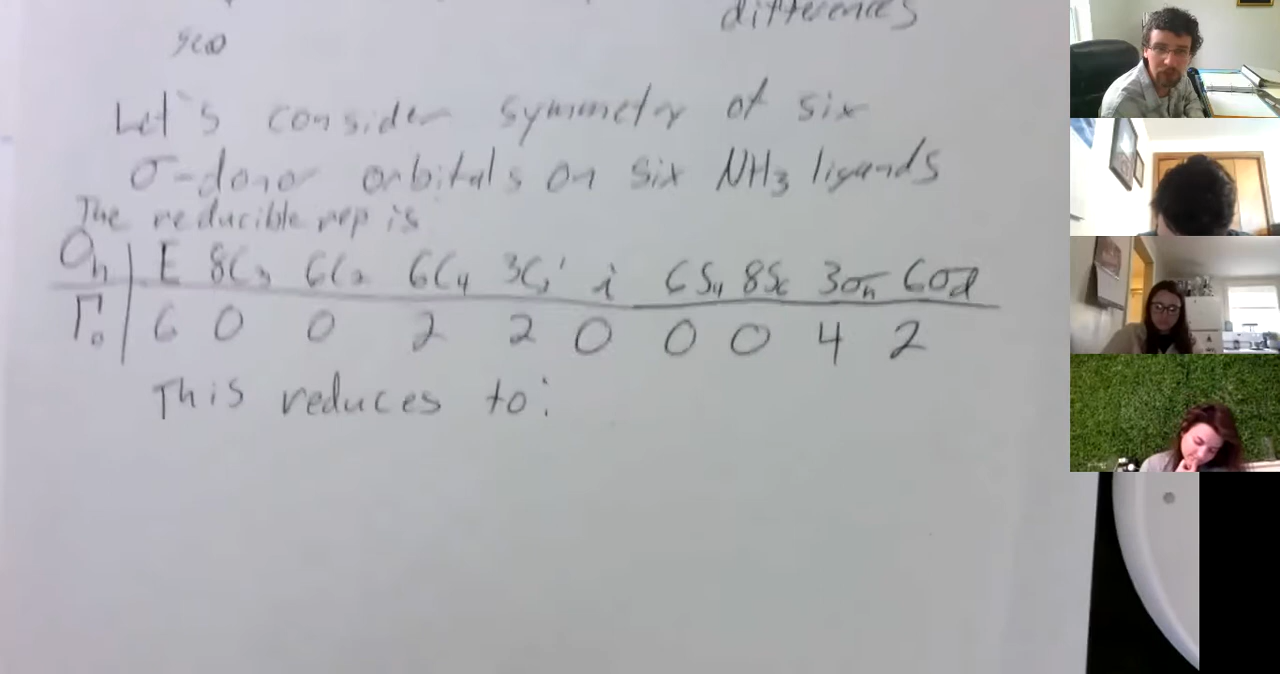 differences
geo
Let's consider symmetry of six
σ-donor orbitals on six NH3 ligands
The reducible rep is
Oh | E 8C3 6C2 6C4 3C2' i 6S4 8S6 3σh 6σd
Γσ | 6 0 0 2 2 0 0 0 4 2
This reduces to: